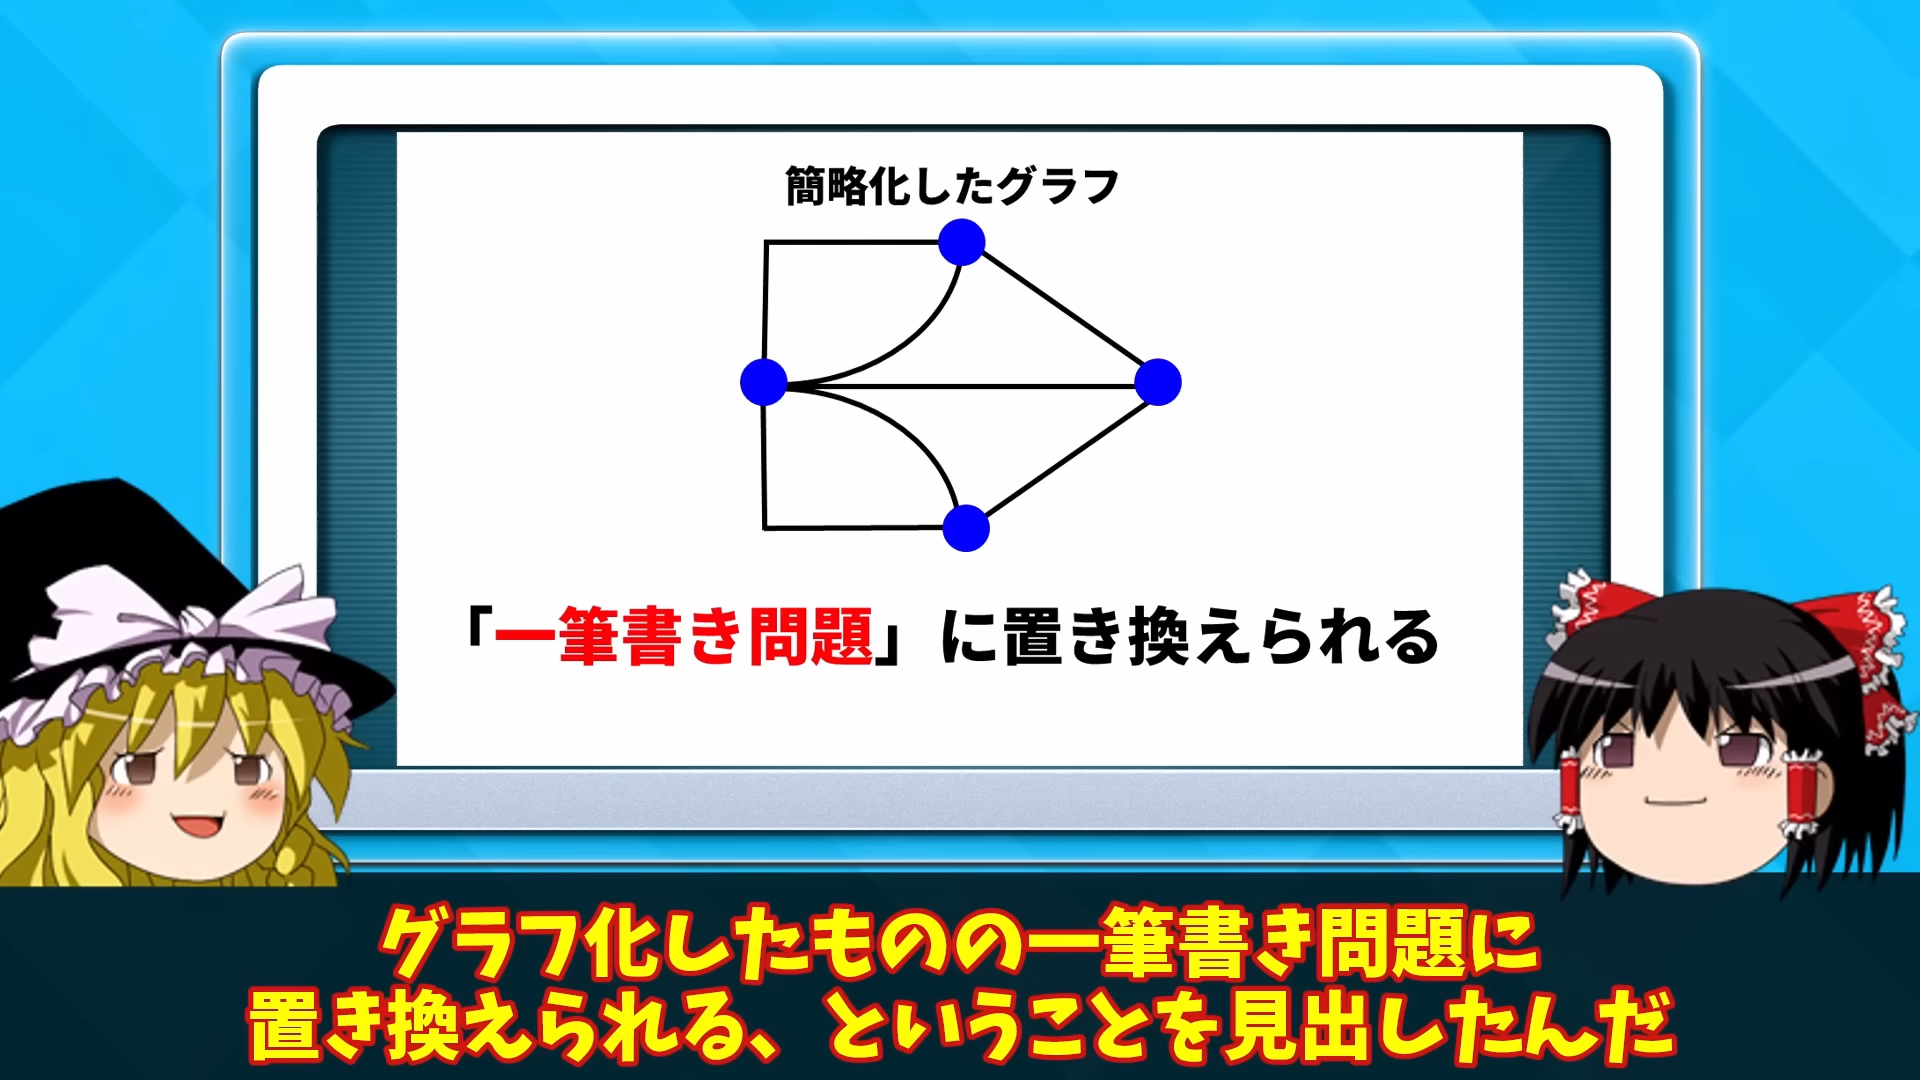 簡略化したグラフ
「一筆書き問題」に置き換えられる
グラフ化したものの一筆書き問題に
置き換えられる、ということを見出したんだ